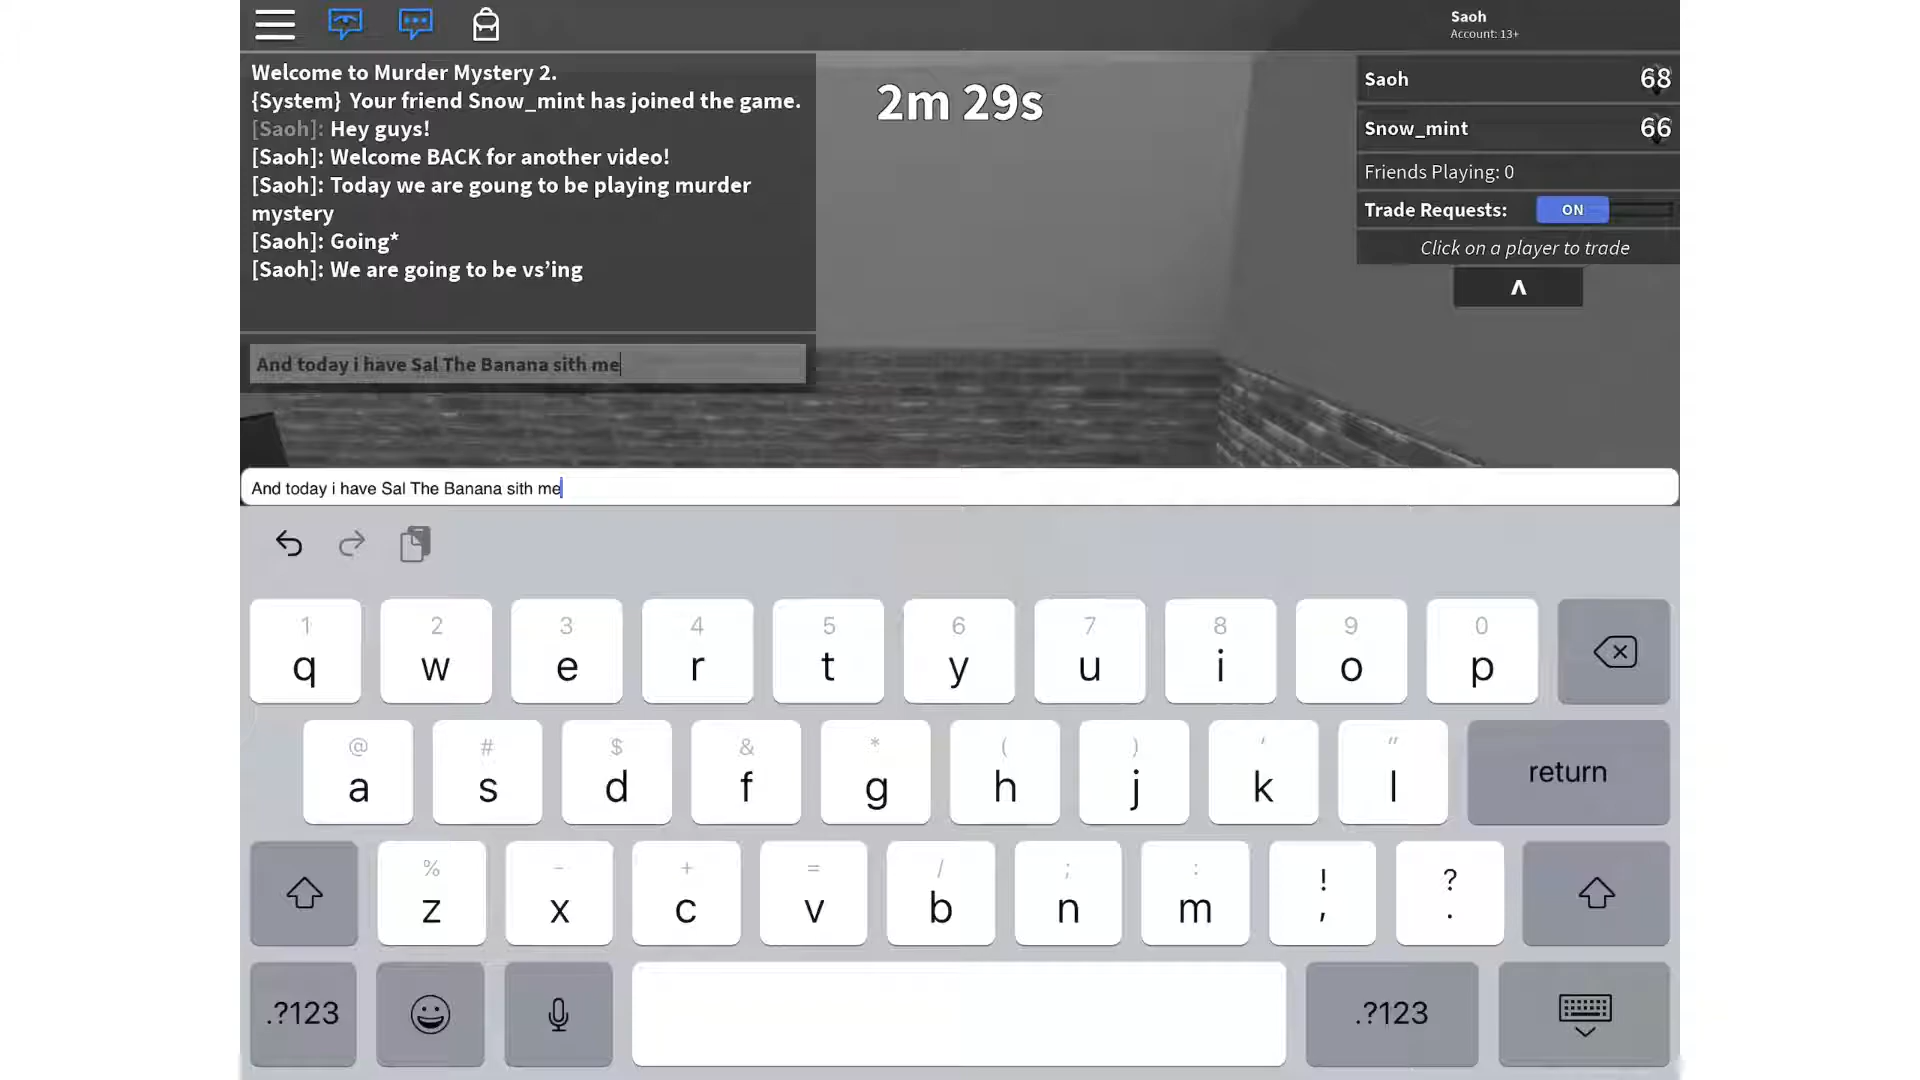 Saoh
Account: 13+
Welcome to Murder Mystery 2.
{System} Your friend Snow_mint has joined the game.
[Saoh]: Hey guys!
[Saoh]: Welcome BACK for another video!
[Saoh]: Today we are goung to be playing murder
mystery
[Saoh]: Going*
[Saoh]: We are going to be vs’ing
And today i have Sal The Banana sith me
2m 29s
Saoh 68
Snow_mint 66
Friends Playing: 0
Trade Requests: ON
Click on a player to trade
ʌ
And today i have Sal The Banana sith me
1 2 3 4 5 6 7 8 9 0
q w e r t y u i o p
@ # $ & * ( ) ' "
a s d f g h j k l return
% - + = / ; : ! ?
z x c v b n m , .
.?123 .?123